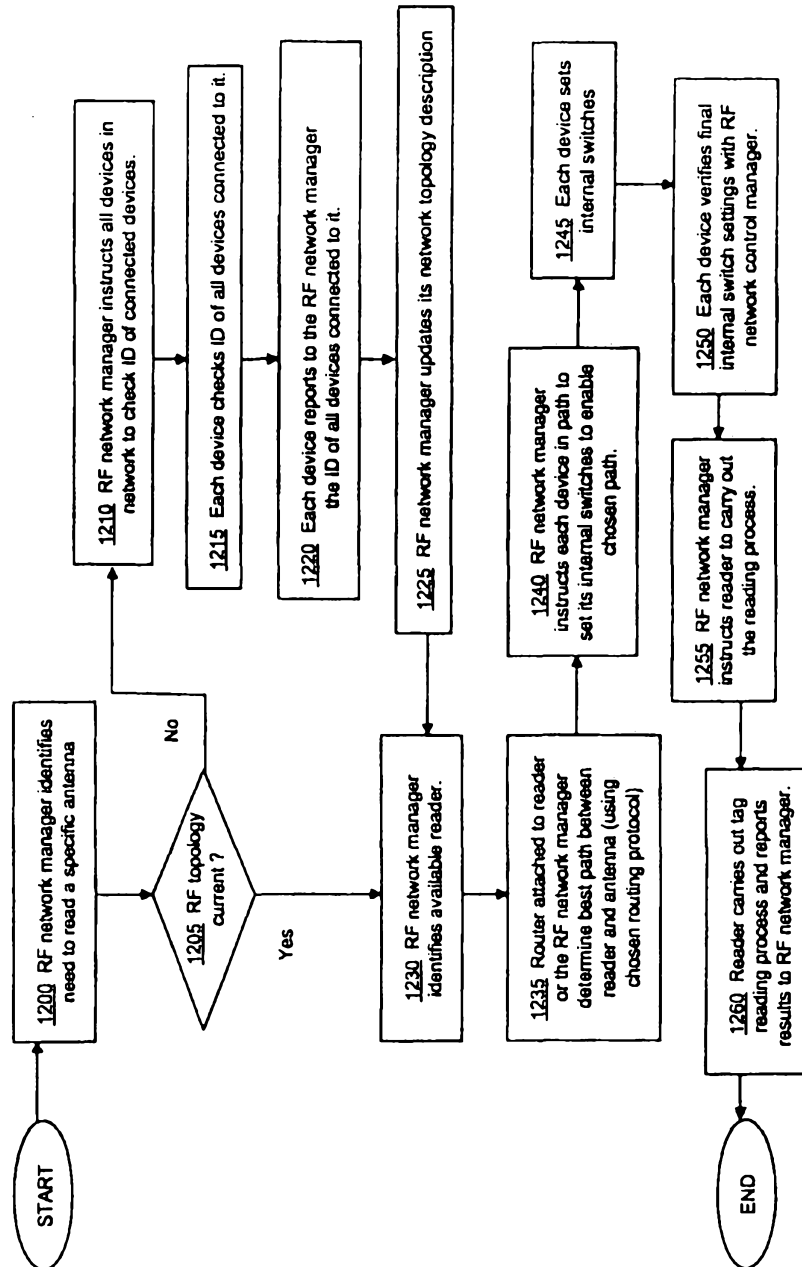 START
1200 RF network manager identifies
need to read a specific antenna
1205 RF topology
current ?
No
Yes
1210 RF network manager instructs all devices in
network to check ID of connected devices.
1215 Each device checks ID of all devices connected to it.
1220 Each device reports to the RF network manager
the ID of all devices connected to it.
1225 RF network manager updates its network topology description
1230 RF network manager
identifies available reader.
1235 Router attached to reader
or the RF network manager
determine best path between
reader and antenna (using
chosen routing protocol)
1240 RF network manager
instructs each device in path to
set its internal switches to enable
chosen path.
1245 Each device sets
internal switches
1250 Each device verifies final
internal switch settings with RF
network control manager.
1255 RF network manager
instructs reader to carry out
the reading process.
1260 Reader carries out tag
reading process and reports
results to RF network manager.
END